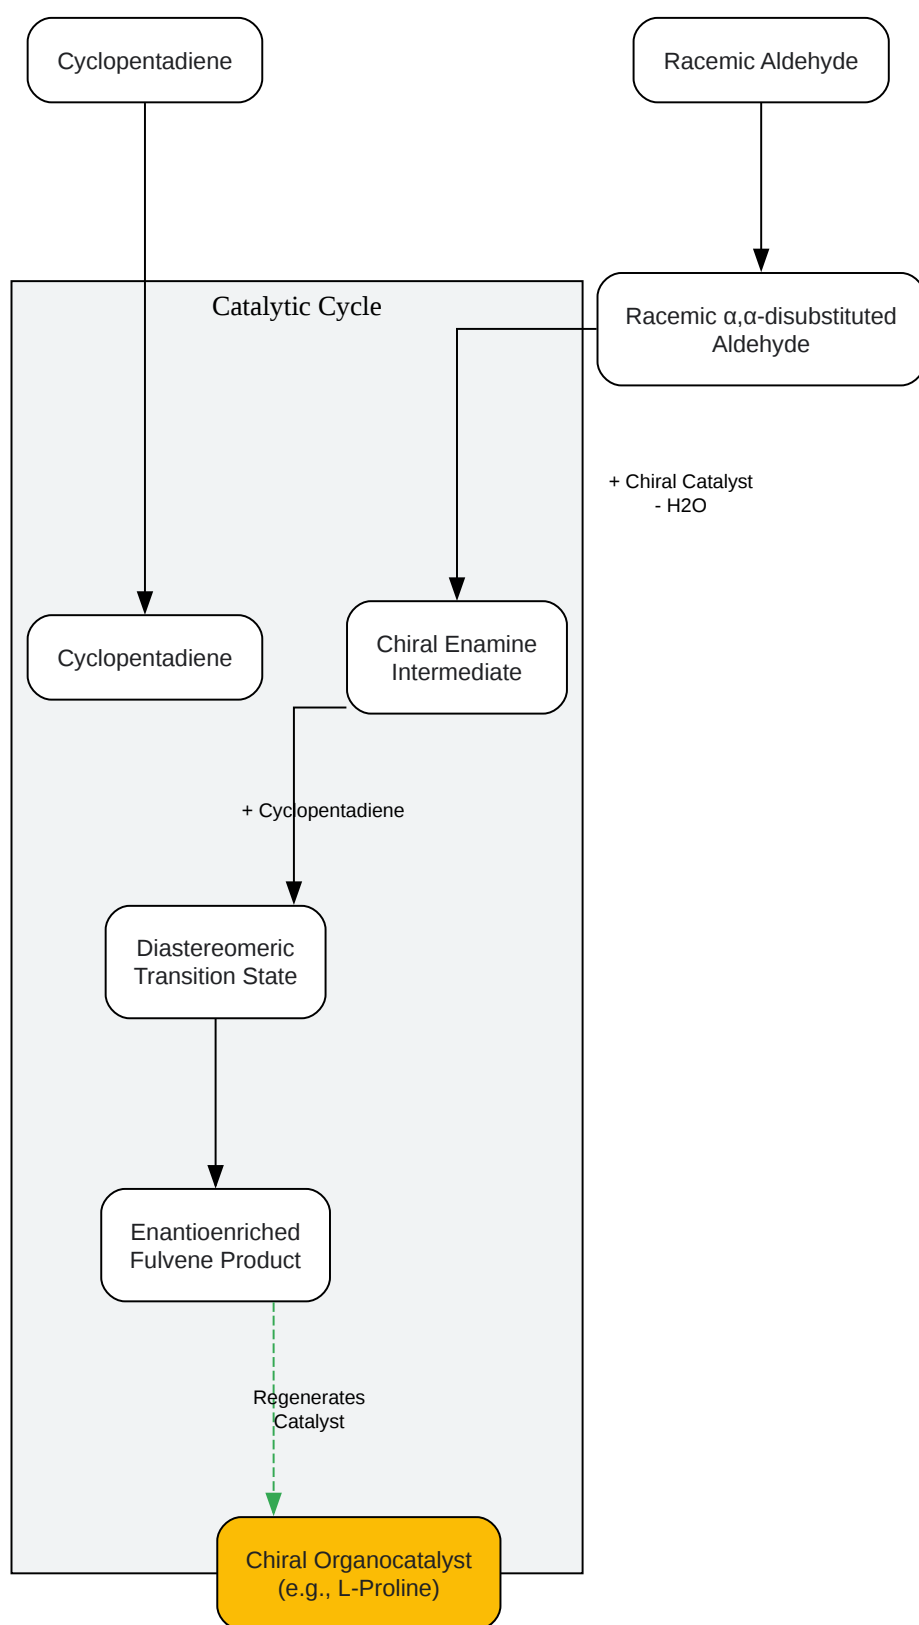 Cyclopentadiene
Racemic Aldehyde
Catalytic Cycle
Racemic α,α-disubstituted
Aldehyde
+ Chiral Catalyst
- H2O
Cyclopentadiene
Chiral Enamine
Intermediate
+ Cyclopentadiene
Diastereomeric
Transition State
Enantioenriched
Fulvene Product
Regenerates
Catalyst
Chiral Organocatalyst
(e.g., L-Proline)